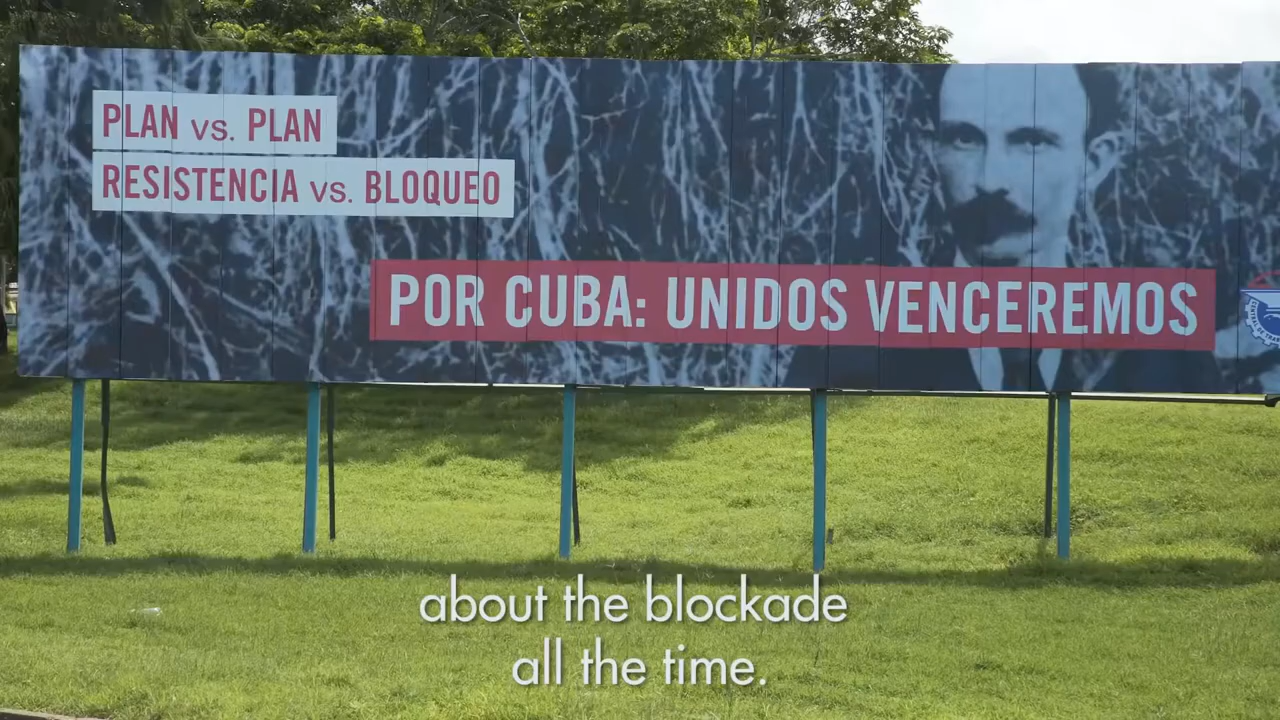 PLAN vs. PLAN
RESISTENCIA vs. BLOQUEO
POR CUBA: UNIDOS VENCEREMOS
about the blockade
all the time.